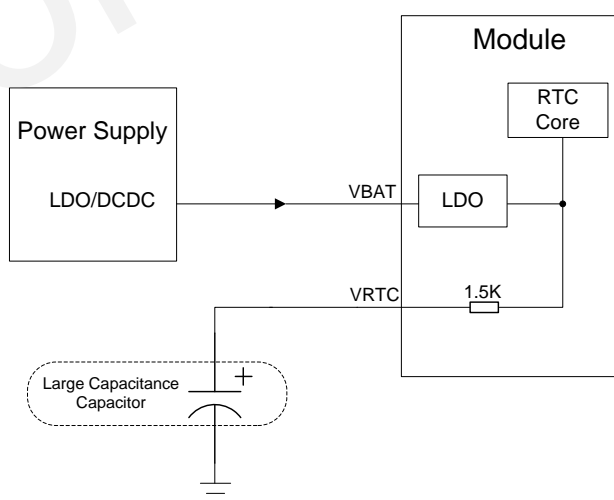 Module
RTC
Core
Power Supply
LDO/DCDC
VBAT
LDO
VRTC
1.5K
+
Large Capacitance
Capacitor